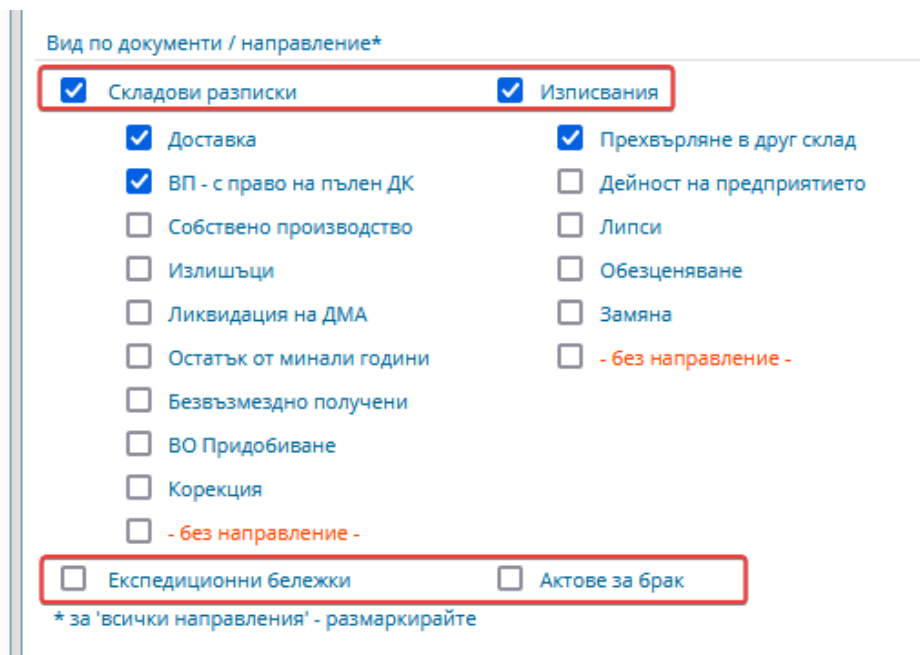 Вид по документи / направление*
Складови разписки Изписвания
Доставка Прехвърляне в друг склад
ВП - с право на пълен ДК Дейност на предприятието
Собствено производство Липси
Излишъци Обезценяване
Ликвидация на ДМА Замяна
Остатък от минали години - без направление -
Безвъзмездно получени
ВО Придобиване
Корекция
- без направление -
Експедиционни бележки Актове за брак
* за 'всички направления' - размаркирайте